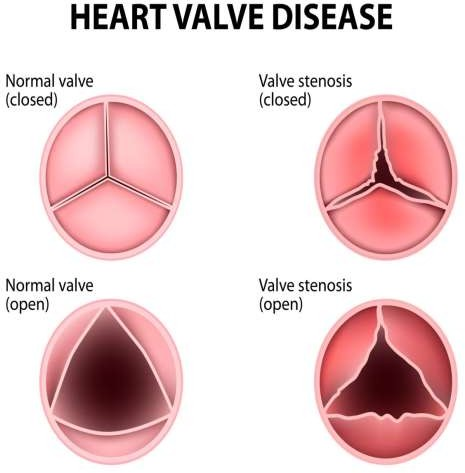 HEART VALVE DISEASE
Normal valve
(closed)
Valve stenosis
(closed)
Normal valve
(open)
Valve stenosis
(open)